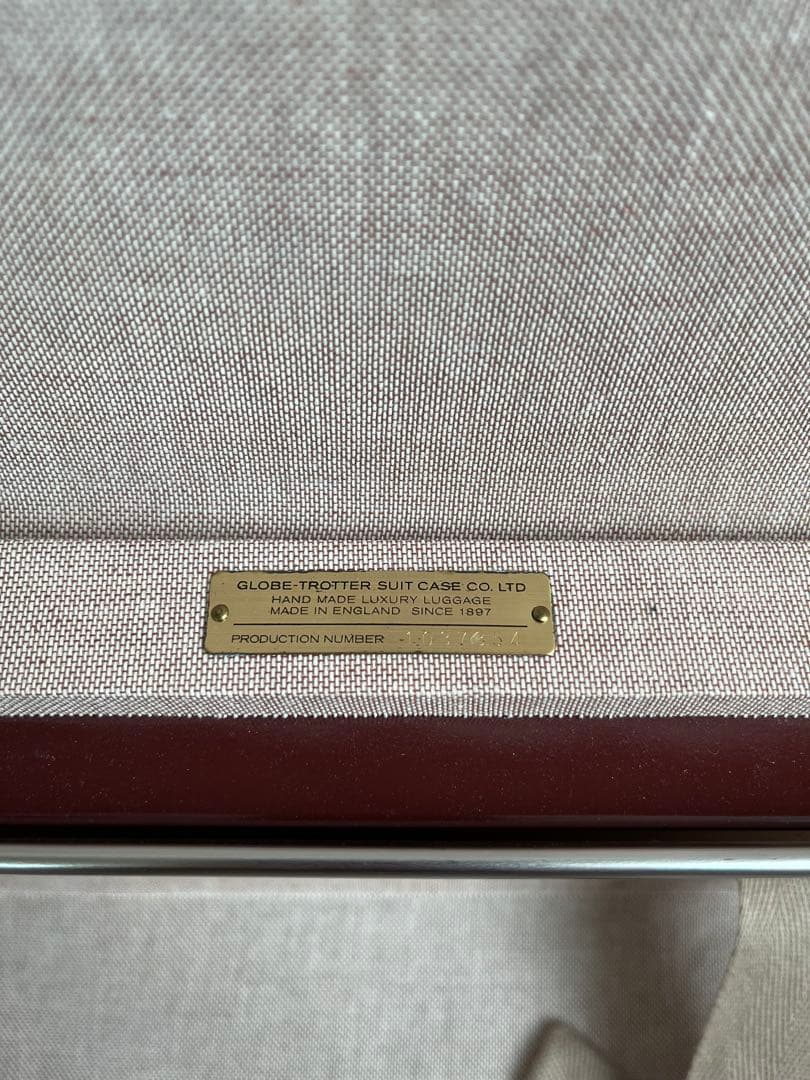 GLOBE-TROTTER SUIT CASE CO. LTD
HAND MADE LUXURY LUGGAGE
MADE IN ENGLAND SINCE 1897
PRODUCTION NUMBER